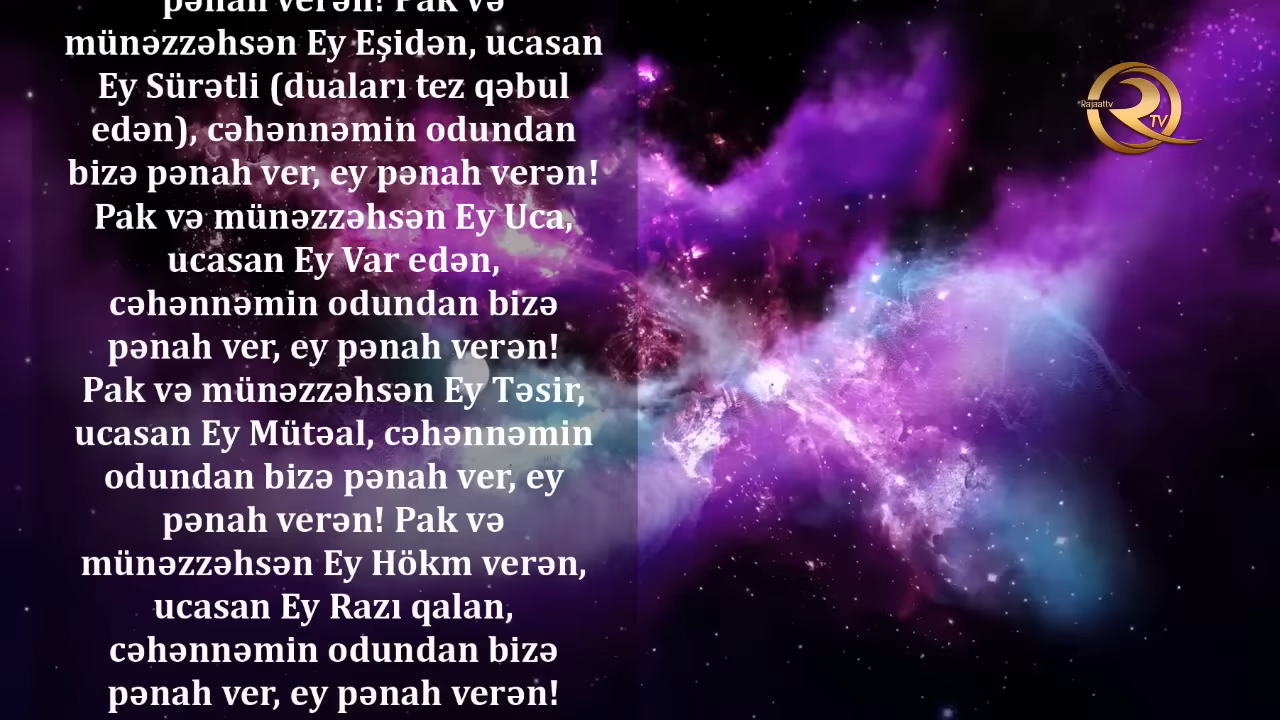 pənah verən! Pak və
münəzzəhsən Ey Eşidən, ucasan
Ey Sürətli (duaları tez qəbul
edən), cəhənnəmin odundan
bizə pənah ver, ey pənah verən!
Pak və münəzzəhsən Ey Uca,
ucasan Ey Var edən,
cəhənnəmin odundan bizə
pənah ver, ey pənah verən!
Pak və münəzzəhsən Ey Təsir,
ucasan Ey Mütəal, cəhənnəmin
odundan bizə pənah ver, ey
pənah verən! Pak və
münəzzəhsən Ey Hökm verən,
ucasan Ey Razı qalan,
cəhənnəmin odundan bizə
pənah ver, ey pənah verən!
Rajaattv
TV